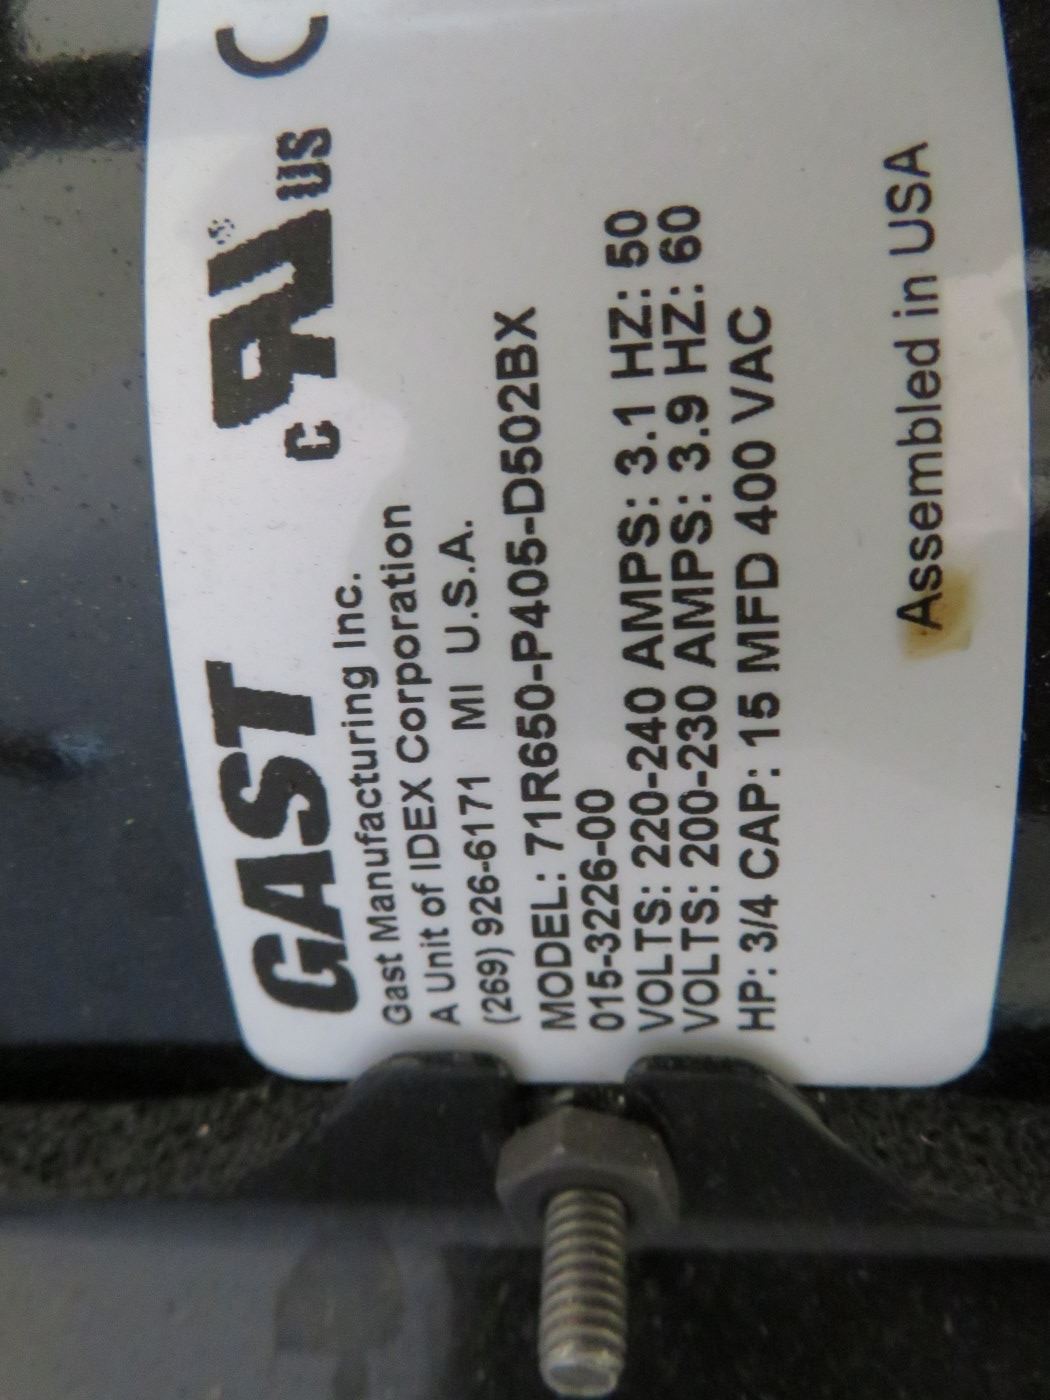 GAST
c RU ® US C
Gast Manufacturing Inc.
A Unit of IDEX Corporation
(269) 926-6171 MI U.S.A.
MODEL: 71R650-P405-D502BX
015-3226-00
VOLTS: 220-240 AMPS: 3.1 HZ: 50
VOLTS: 200-230 AMPS: 3.9 HZ: 60
HP: 3/4 CAP: 15 MFD 400 VAC
Assembled in USA